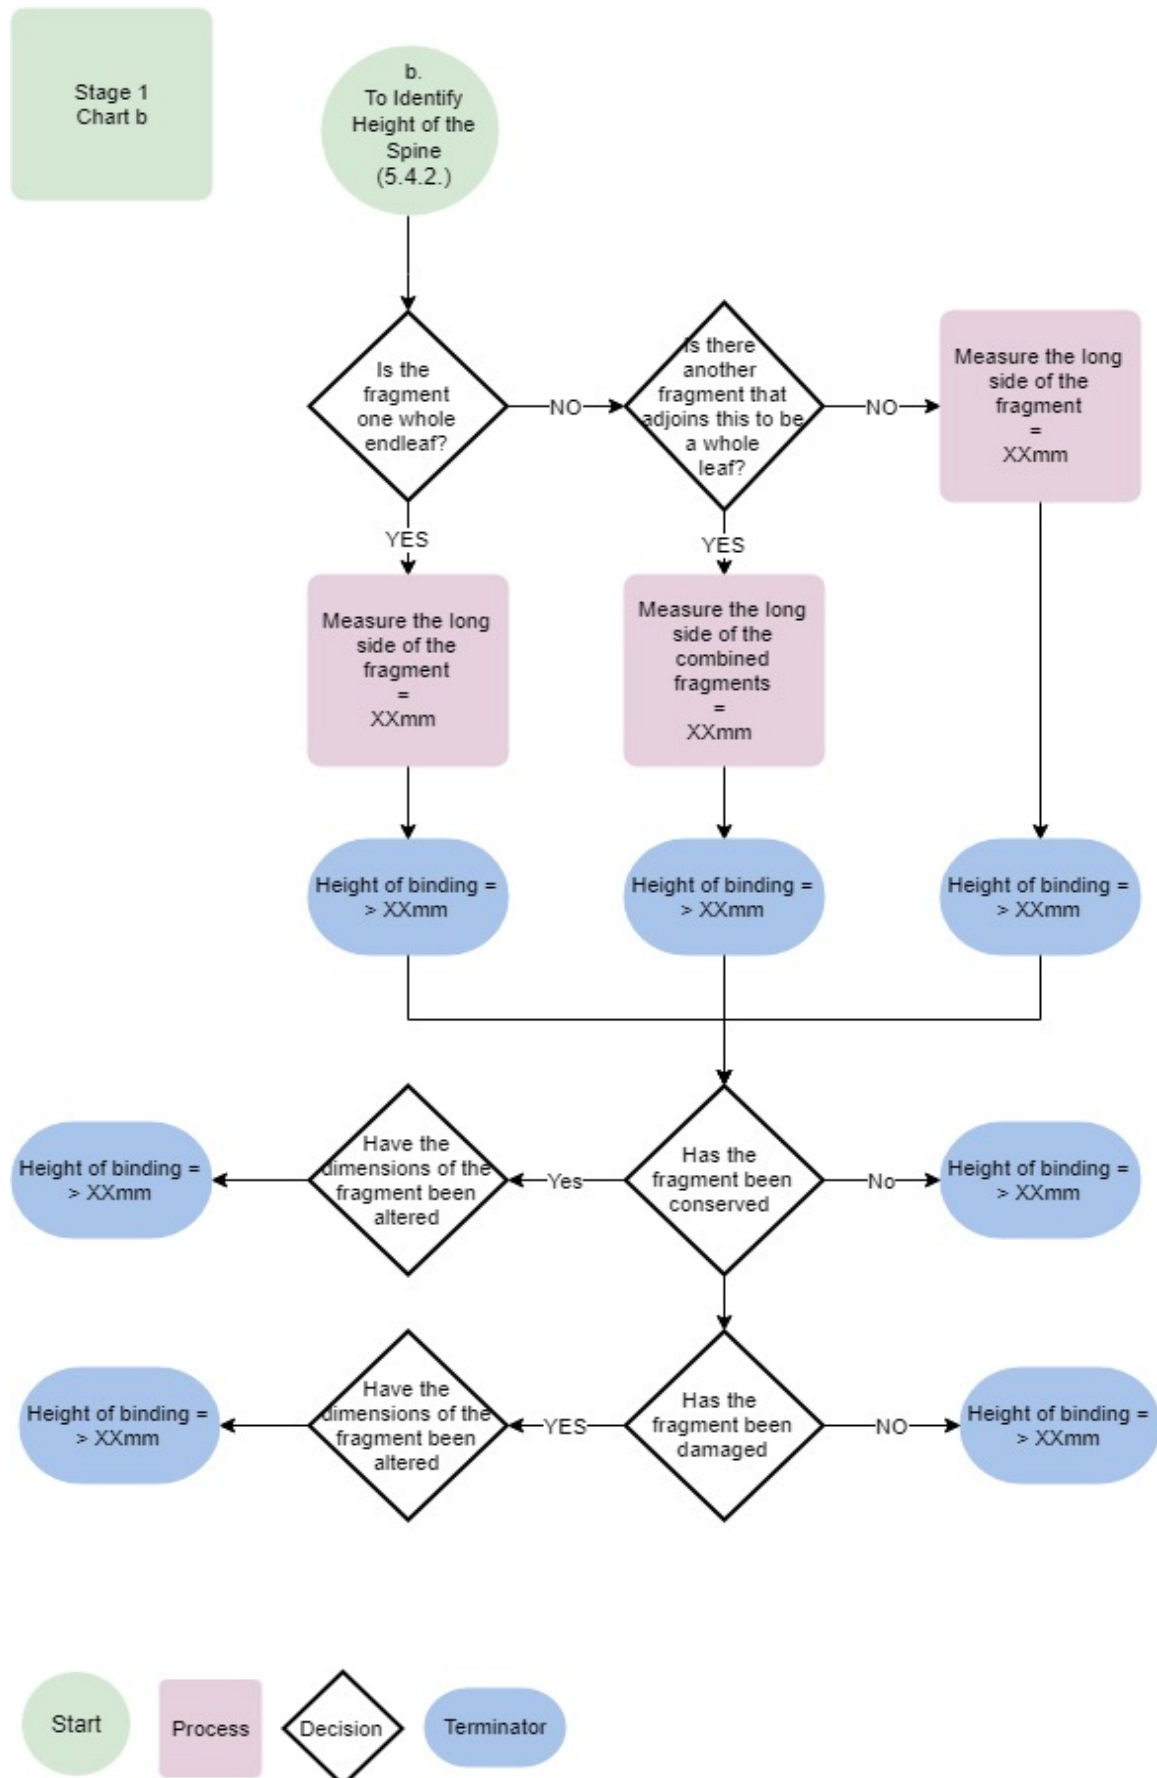 Stage 1
Chart b
b.
To Identify
Height of the
Spine
(5.4.2.)
Is the
fragment
one whole
endleaf?
NO
Is there
another
fragment that
adjoins this to be
a whole
leaf?
NO
Measure the long
side of the
fragment
=
XXmm
YES
YES
Measure the long
side of the
fragment
=
XXmm
Measure the long
side of the
combined
fragments
=
XXmm
Height of binding =
> XXmm
Height of binding =
> XXmm
Height of binding =
> XXmm
Height of binding =
> XXmm
Have the
dimensions of the
fragment been
altered
Yes
Has the
fragment been
conserved
No
Height of binding =
> XXmm
Height of binding =
> XXmm
Have the
dimensions of the
fragment been
altered
YES
Has the
fragment been
damaged
NO
Height of binding =
> XXmm
Start
Process
Decision
Terminator